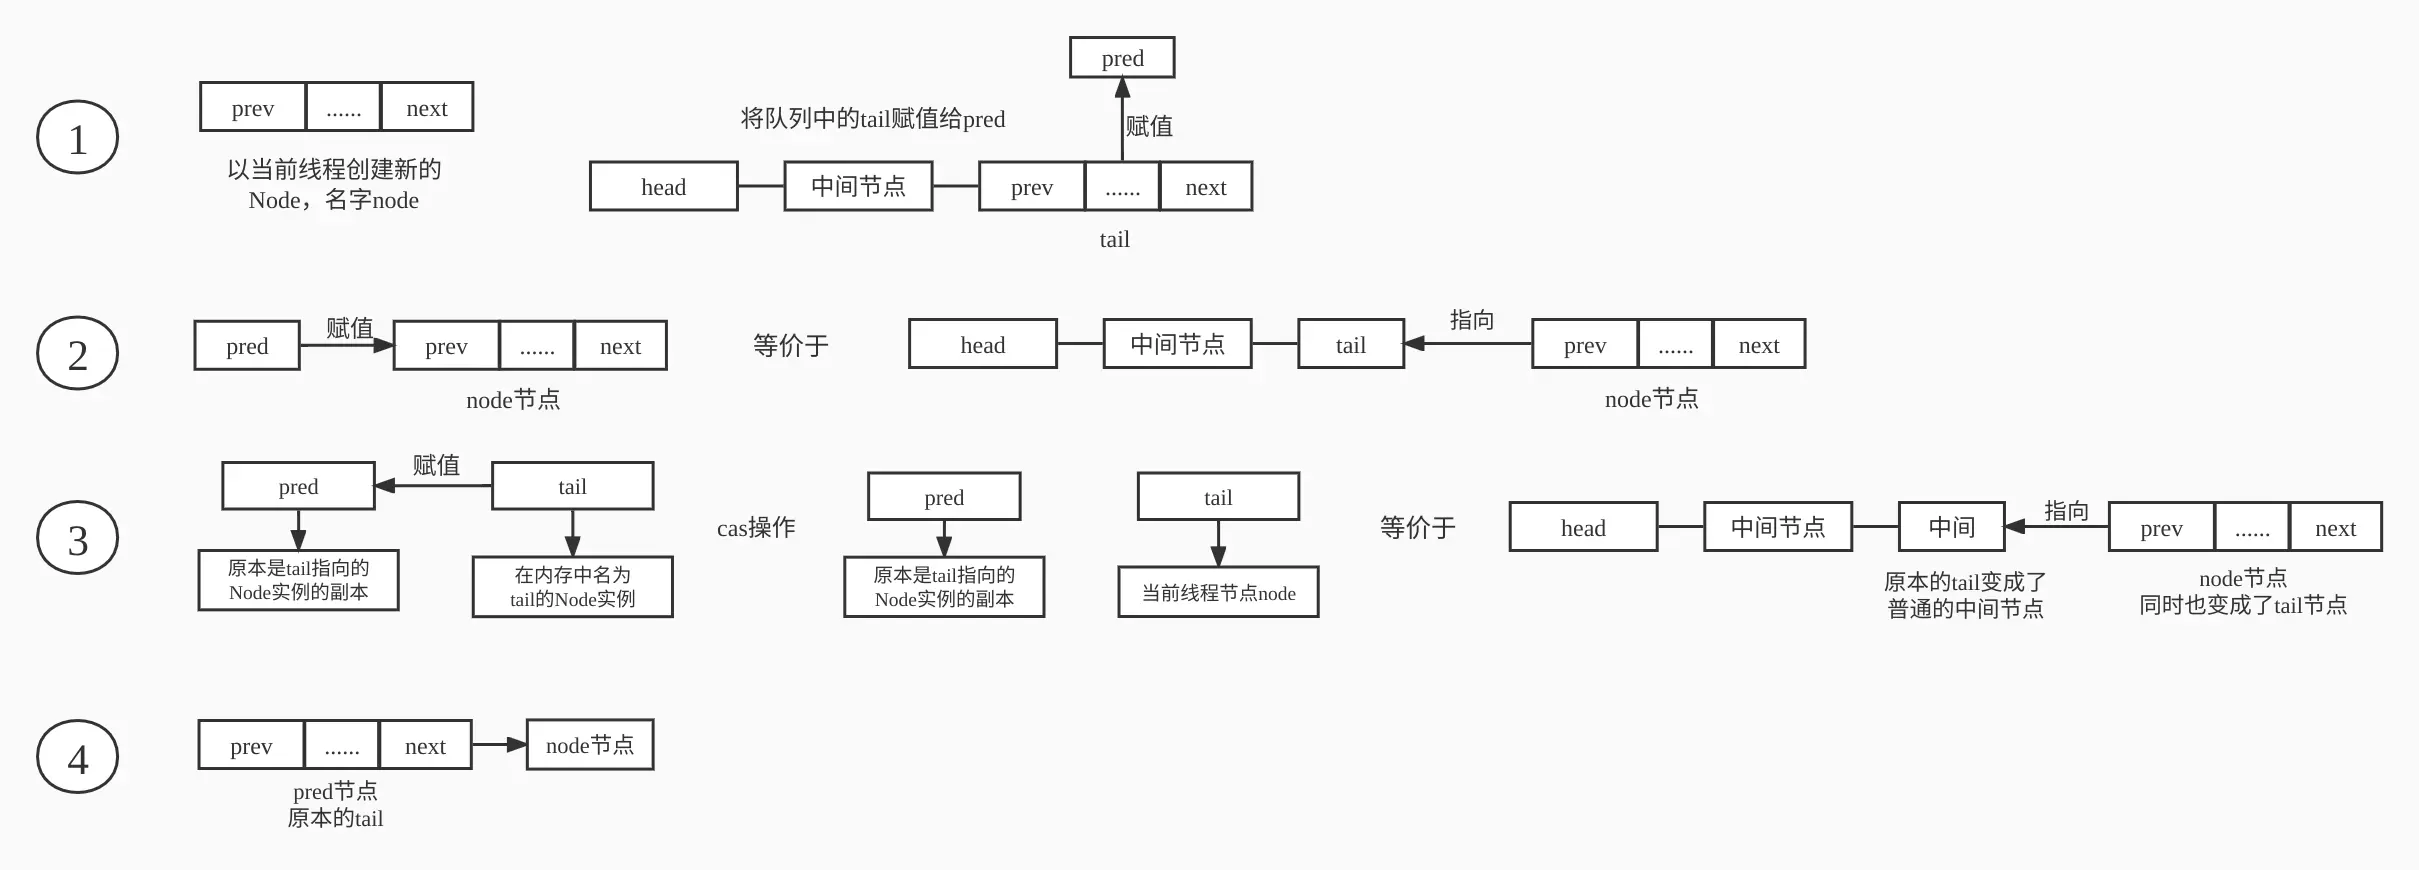 1
prev
......
next
以当前线程创建新的
Node，名字node
将队列中的tail赋值给pred
pred
赋值
head
中间节点
prev
......
next
tail
2
pred
赋值
prev
......
next
node节点
等价于
head
中间节点
tail
指向
prev
......
next
node节点
3
pred
赋值
tail
原本是tail指向的
Node实例的副本
在内存中名为
tail的Node实例
cas操作
pred
原本是tail指向的
Node实例的副本
tail
当前线程节点node
等价于
head
中间节点
中间
原本的tail变成了
普通的中间节点
指向
prev
......
next
node节点
同时也变成了tail节点
4
prev
......
next
node节点
pred节点
原本的tail